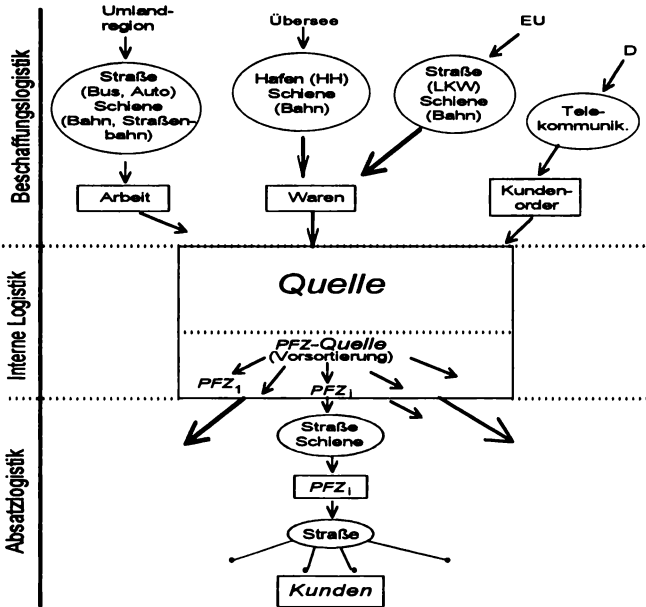 Umland-
region
Übersee
EU
D
Beschaffungslogistik
Straße
(Bus, Auto)
Schiene
(Bahn, Straßen-
bahn)
Hafen (HH)
Schiene
(Bahn)
Straße
(LKW)
Schiene
(Bahn)
Tele-
kommunik.
Arbeit
Waren
Kunden-
order
Interne Logistik
Quelle
PFZ-Quelle
(Vorsortierung)
PFZ1
PFZi
Absatzlogistik
Straße
Schiene
PFZi
Straße
Kunden